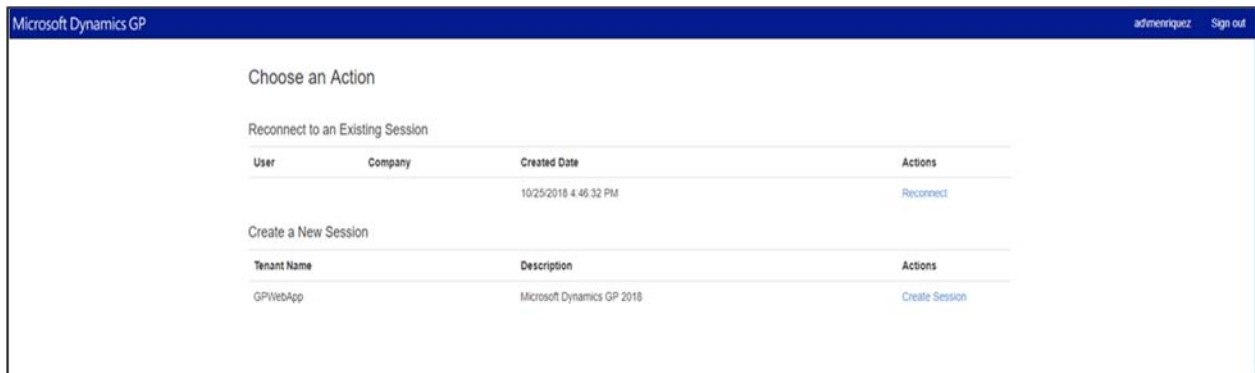 Microsoft Dynamics GP ad\menriquez Sign out
Choose an Action
Reconnect to an Existing Session
User Company Created Date Actions
10/25/2018 4:46:32 PM Reconnect
Create a New Session
Tenant Name Description Actions
GPWebApp Microsoft Dynamics GP 2018 Create Session